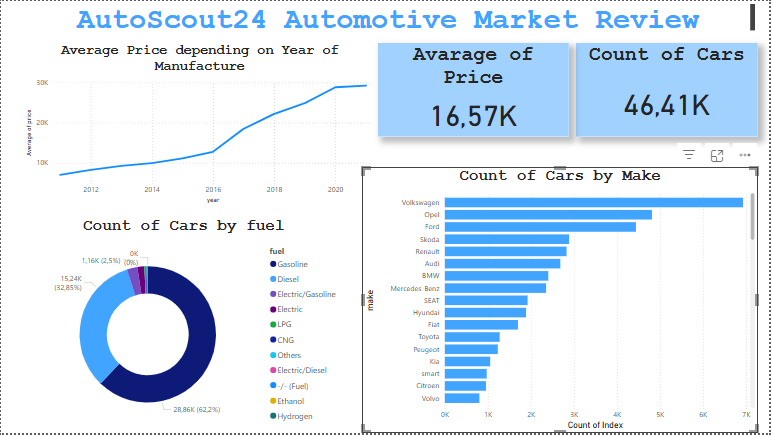 AutoScout24 Automotive Market Review
Average Price depending on Year of
Manufacture
30K
20K
10K
Average of price
2012 2014 2016 2018 2020
year
Avarage of
Price
16,57K
Count of Cars
46,41K
Count of Cars by fuel
0K
(0%)
1,16K (2,5%)
15,24K
(32,85%)
28,86K (62,2%)
fuel
Gasoline
Diesel
Electric/Gasoline
Electric
LPG
CNG
Others
Electric/Diesel
-/- (Fuel)
Ethanol
Hydrogen
Count of Cars by Make
make
Volkswagen
Opel
Ford
Skoda
Renault
Audi
BMW
Mercedes-Benz
SEAT
Hyundai
Fiat
Toyota
Peugeot
Kia
smart
Citroen
Volvo
0K 1K 2K 3K 4K 5K 6K 7K
Count of Index